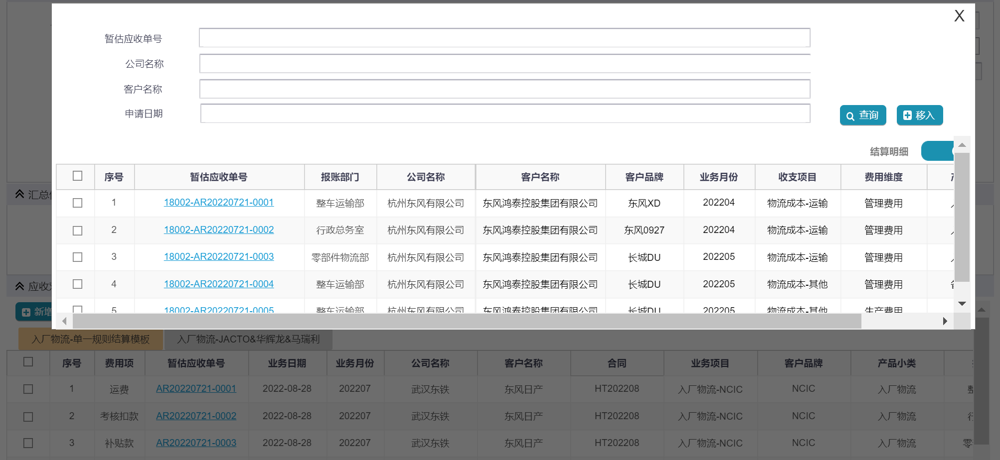 X
暂估应收单号
公司名称
客户名称
申请日期
查询 移入
结算明细
序号 暂估应收单号 报账部门 公司名称 客户名称 客户品牌 业务月份 收支项目 费用维度
1 18002-AR20220721-0001 整车运输部 杭州东风有限公司 东风鸿泰控股集团有限公司 东风XD 202204 物流成本-运输 管理费用
2 18002-AR20220721-0002 行政总务室 杭州东风有限公司 东风鸿泰控股集团有限公司 东风0927 202204 物流成本-运输 管理费用
3 18002-AR20220721-0003 零部件物流部 杭州东风有限公司 东风鸿泰控股集团有限公司 长城DU 202205 物流成本-运输 管理费用
4 18002-AR20220721-0004 整车运输部 杭州东风有限公司 东风鸿泰控股集团有限公司 长城DU 202205 物流成本-其他 管理费用
5 18002-AR20220721-0005 整车运输部 杭州东风有限公司 东风鸿泰控股集团有限公司 长城DU 202205 物流成本-其他 生产费用
汇总
应收
新增
入厂物流-单一规则结算模板 入厂物流-JACTO&华辉龙&马瑞利
序号 费用项 暂估应收单号 业务日期 业务月份 公司名称 客户名称 合同 业务项目 客户品牌 产品小类
1 运费 AR20220721-0001 2022-08-28 202207 武汉东铁 东风日产 HT202208 入厂物流-NCIC NCIC 入厂物流
2 考核扣款 AR20220721-0002 2022-08-28 202207 武汉东铁 东风日产 HT202208 入厂物流-NCIC NCIC 入厂物流 行
3 补贴款 AR20220721-0003 2022-08-28 202207 武汉东铁 东风日产 HT202208 入厂物流-NCIC NCIC 入厂物流 零